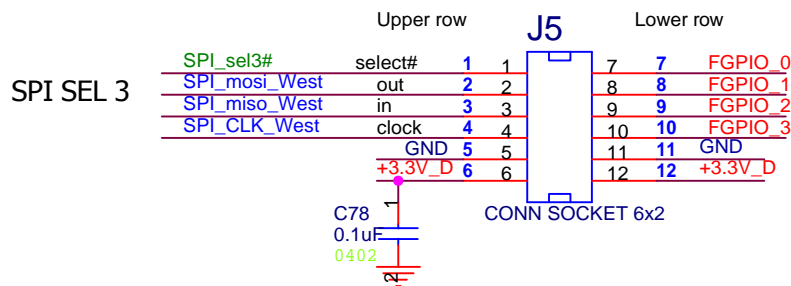 Upper row J5 Lower row
SPI_sel3# select# 1 1 7 7 FGPIO_0
SPI_mosi_West out 2 2 8 8 FGPIO_1
SPI SEL 3
SPI_miso_West in 3 3 9 9 FGPIO_2
SPI_CLK_West clock 4 4 10 10 FGPIO_3
GND 5 5 11 11 GND
+3.3V_D 6 6 12 12 +3.3V_D
1
C78 CONN SOCKET 6x2
0.1uF
0402
2